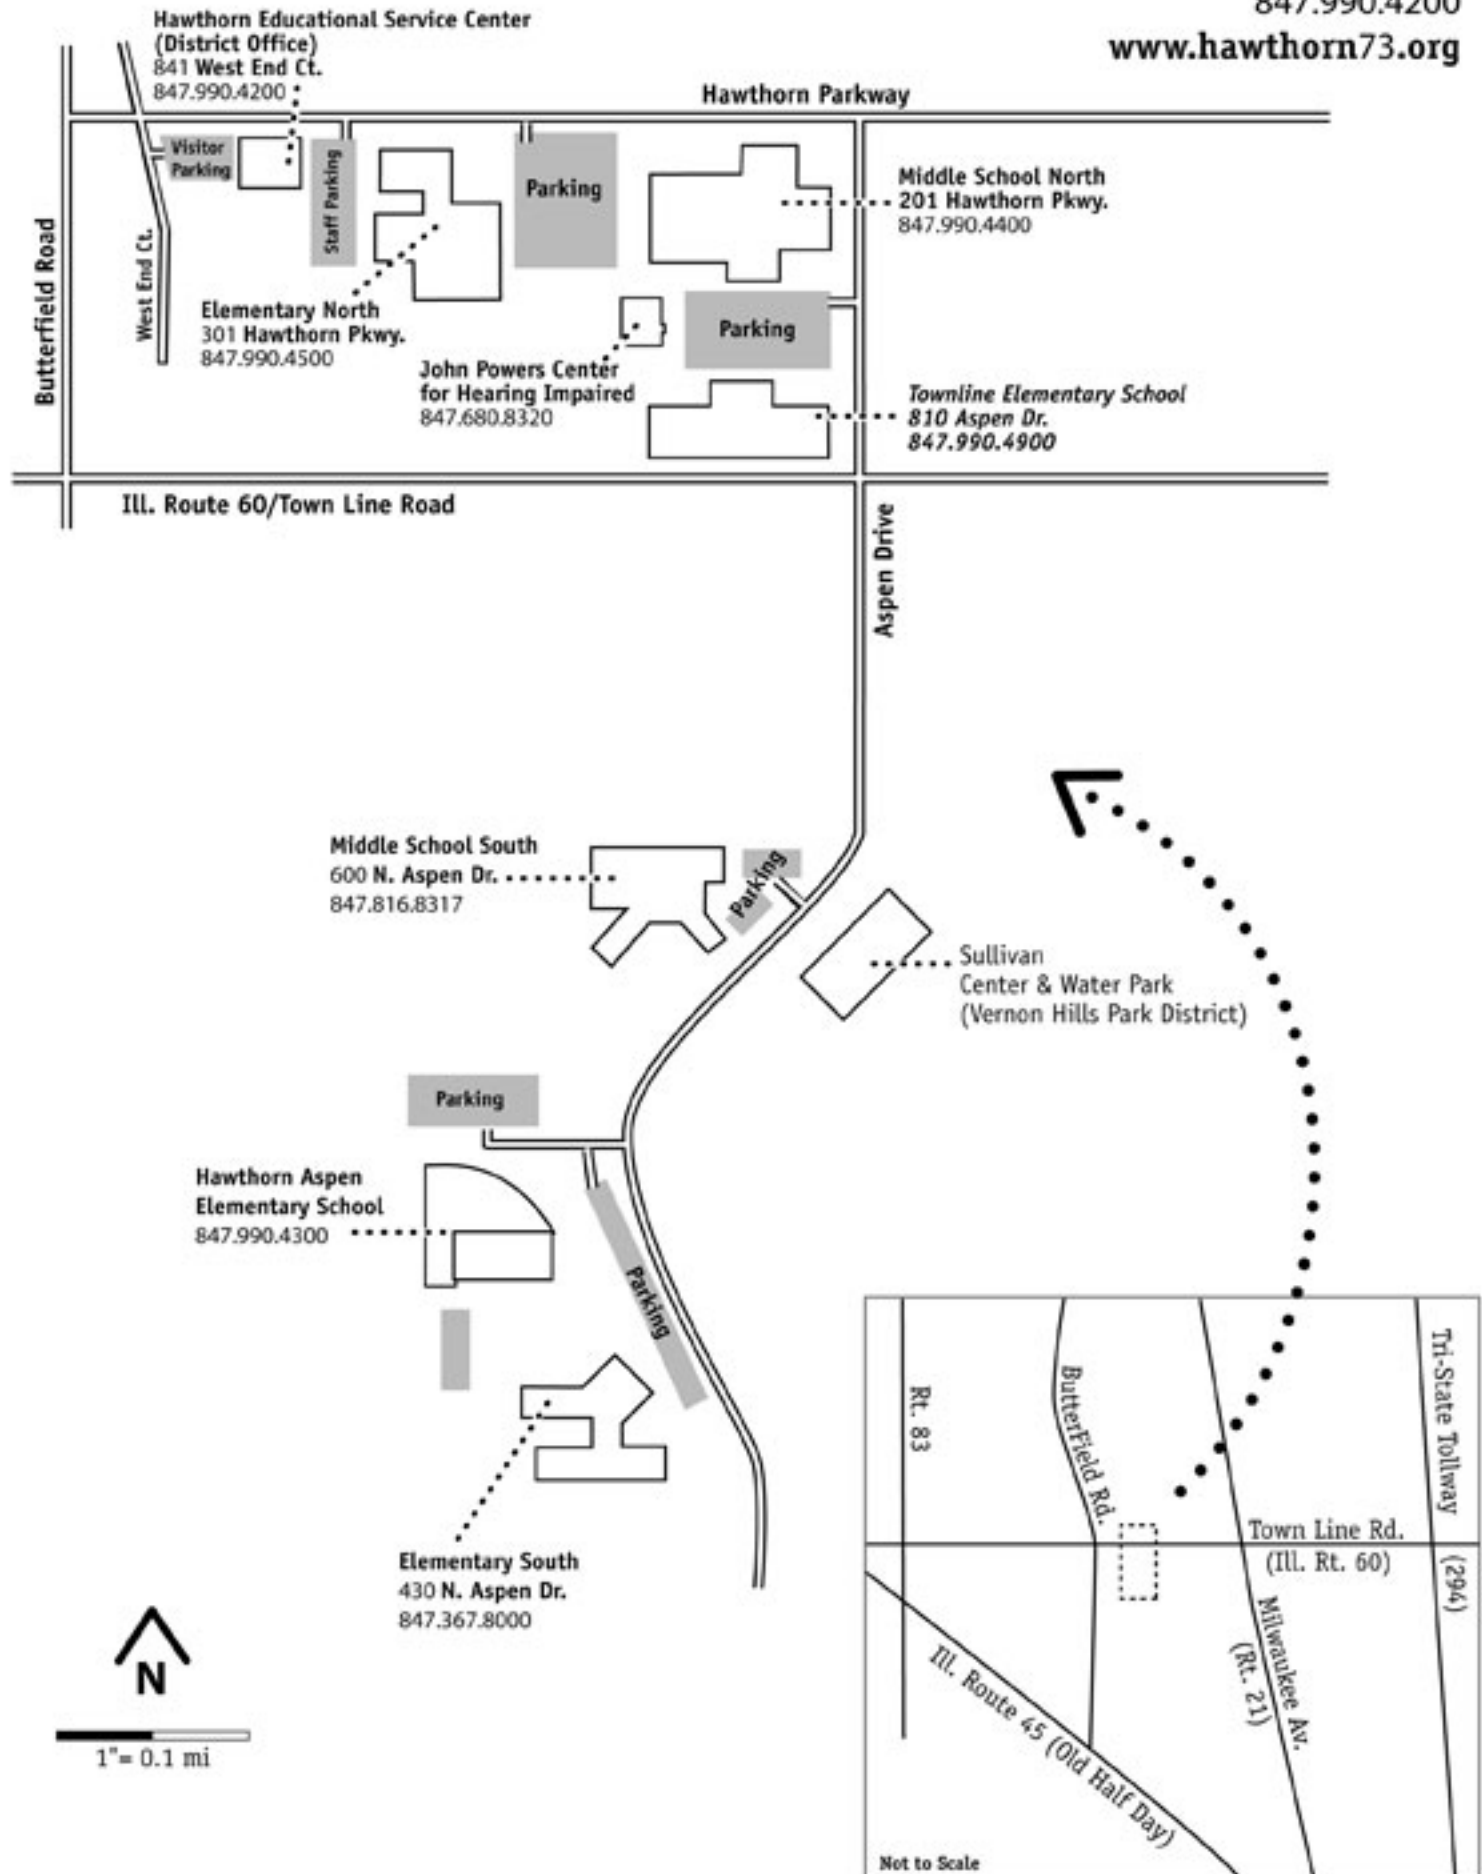 847.990.4200
www.hawthorn73.org
Hawthorn Educational Service Center
(District Office)
841 West End Ct.
847.990.4200
Hawthorn Parkway
Visitor
Parking
Staff Parking
Parking
Middle School North
201 Hawthorn Pkwy.
847.990.4400
Butterfield Road
West End Ct.
Elementary North
301 Hawthorn Pkwy.
847.990.4500
Parking
John Powers Center
for Hearing Impaired
847.680.8320
Townline Elementary School
810 Aspen Dr.
847.990.4900
Ill. Route 60/Town Line Road
Aspen Drive
Middle School South
600 N. Aspen Dr.
847.816.8317
Parking
Sullivan
Center & Water Park
(Vernon Hills Park District)
Parking
Hawthorn Aspen
Elementary School
847.990.4300
Parking
Elementary South
430 N. Aspen Dr.
847.367.8000
N
1"= 0.1 mi
Rt. 83
ButterField Rd.
Tri-State Tollway
(294)
Town Line Rd.
(Ill. Rt. 60)
Milwaukee Av.
(Rt. 21)
Ill. Route 45 (Old Half Day)
Not to Scale